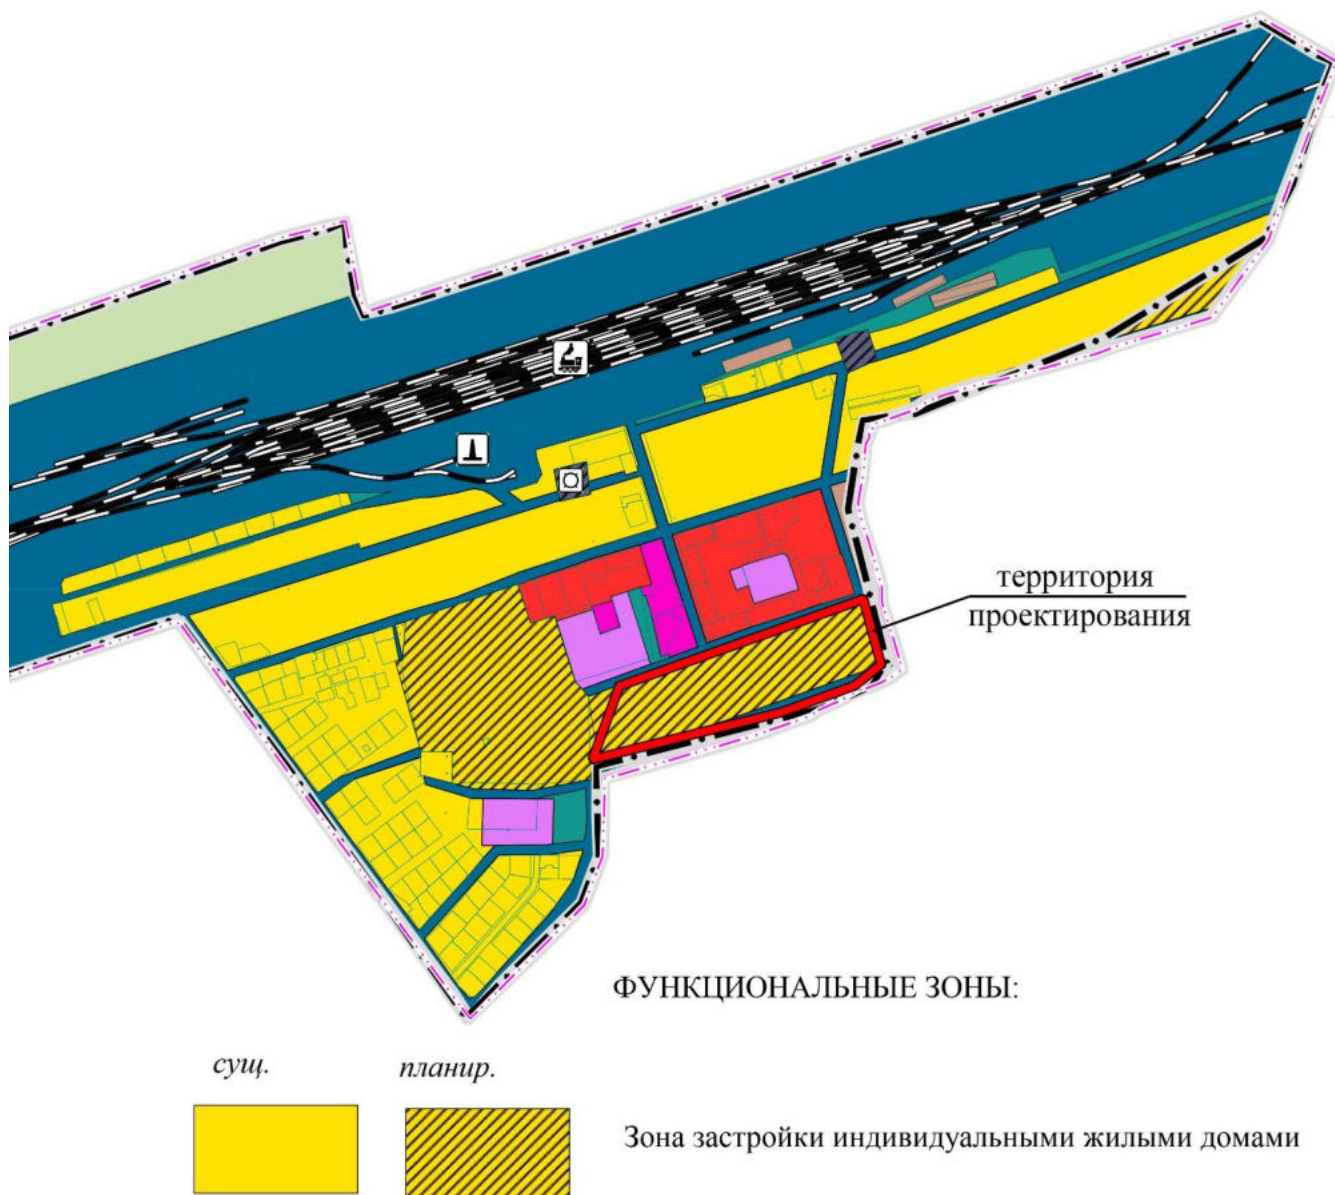 территория
проектирования
ФУНКЦИОНАЛЬНЫЕ ЗОНЫ:
сущ. планир.
Зона застройки индивидуальными жилыми домами